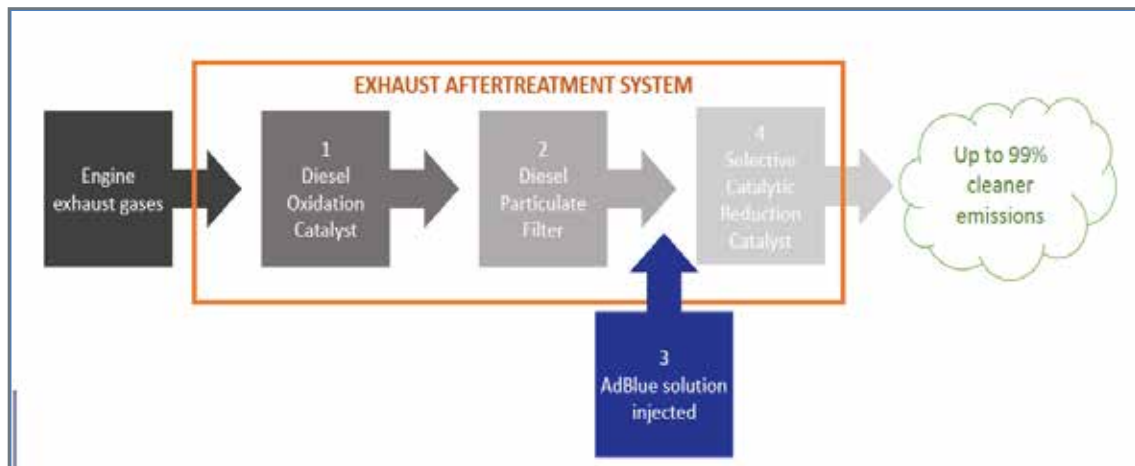 EXHAUST AFTERTREATMENT SYSTEM
Engine
exhaust gases
1
Diesel
Oxidation
Catalyst
2
Diesel
Particulate
Filter
3
AdBlue solution
injected
4
Selective
Catalytic
Reduction
Catalyst
Up to 99%
cleaner
emissions